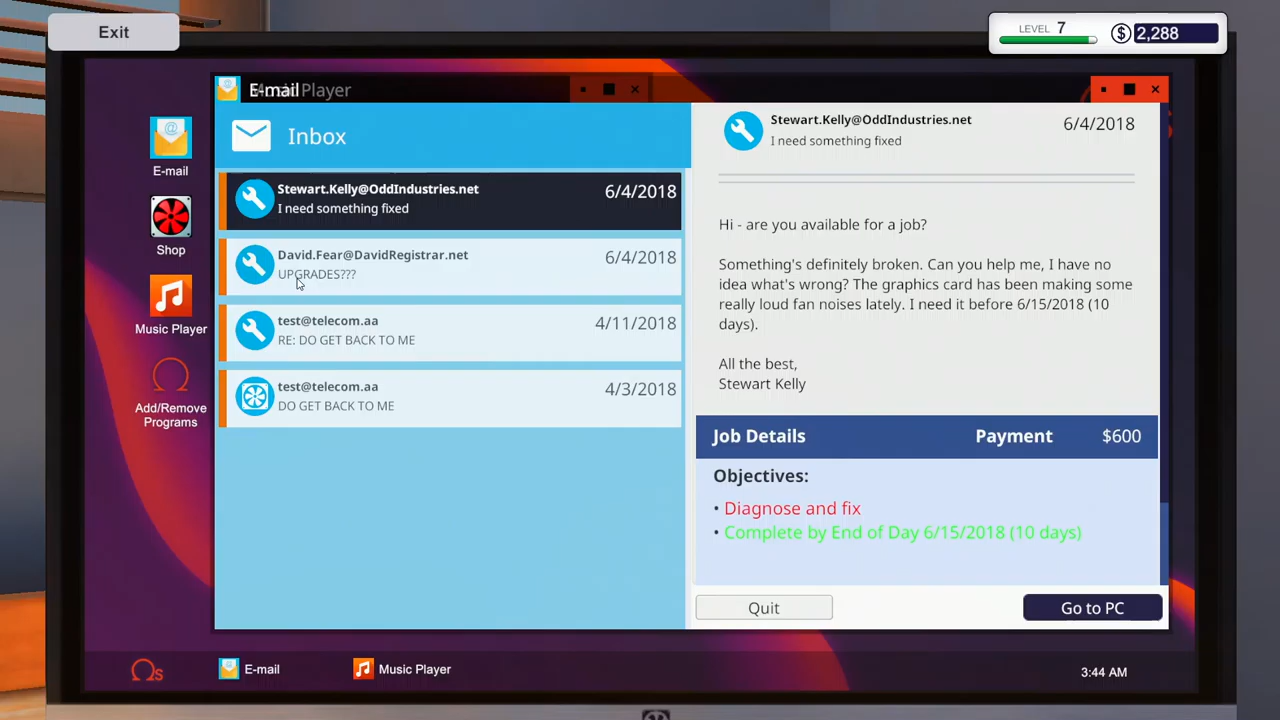 Exit
LEVEL 7
$ 2,288
E-mail
Player
E-mail
Shop
Music Player
Add/Remove
Programs
Inbox
Stewart.Kelly@OddIndustries.net 6/4/2018
I need something fixed
David.Fear@DavidRegistrar.net 6/4/2018
UPGRADES???
test@telecom.aa 4/11/2018
RE: DO GET BACK TO ME
test@telecom.aa 4/3/2018
DO GET BACK TO ME
Stewart.Kelly@OddIndustries.net 6/4/2018
I need something fixed
Hi - are you available for a job?
Something's definitely broken. Can you help me, I have no
idea what's wrong? The graphics card has been making some
really loud fan noises lately. I need it before 6/15/2018 (10
days).
All the best,
Stewart Kelly
Job Details Payment $600
Objectives:
• Diagnose and fix
• Complete by End of Day 6/15/2018 (10 days)
Quit
Go to PC
Ωs
E-mail
Music Player
3:44 AM